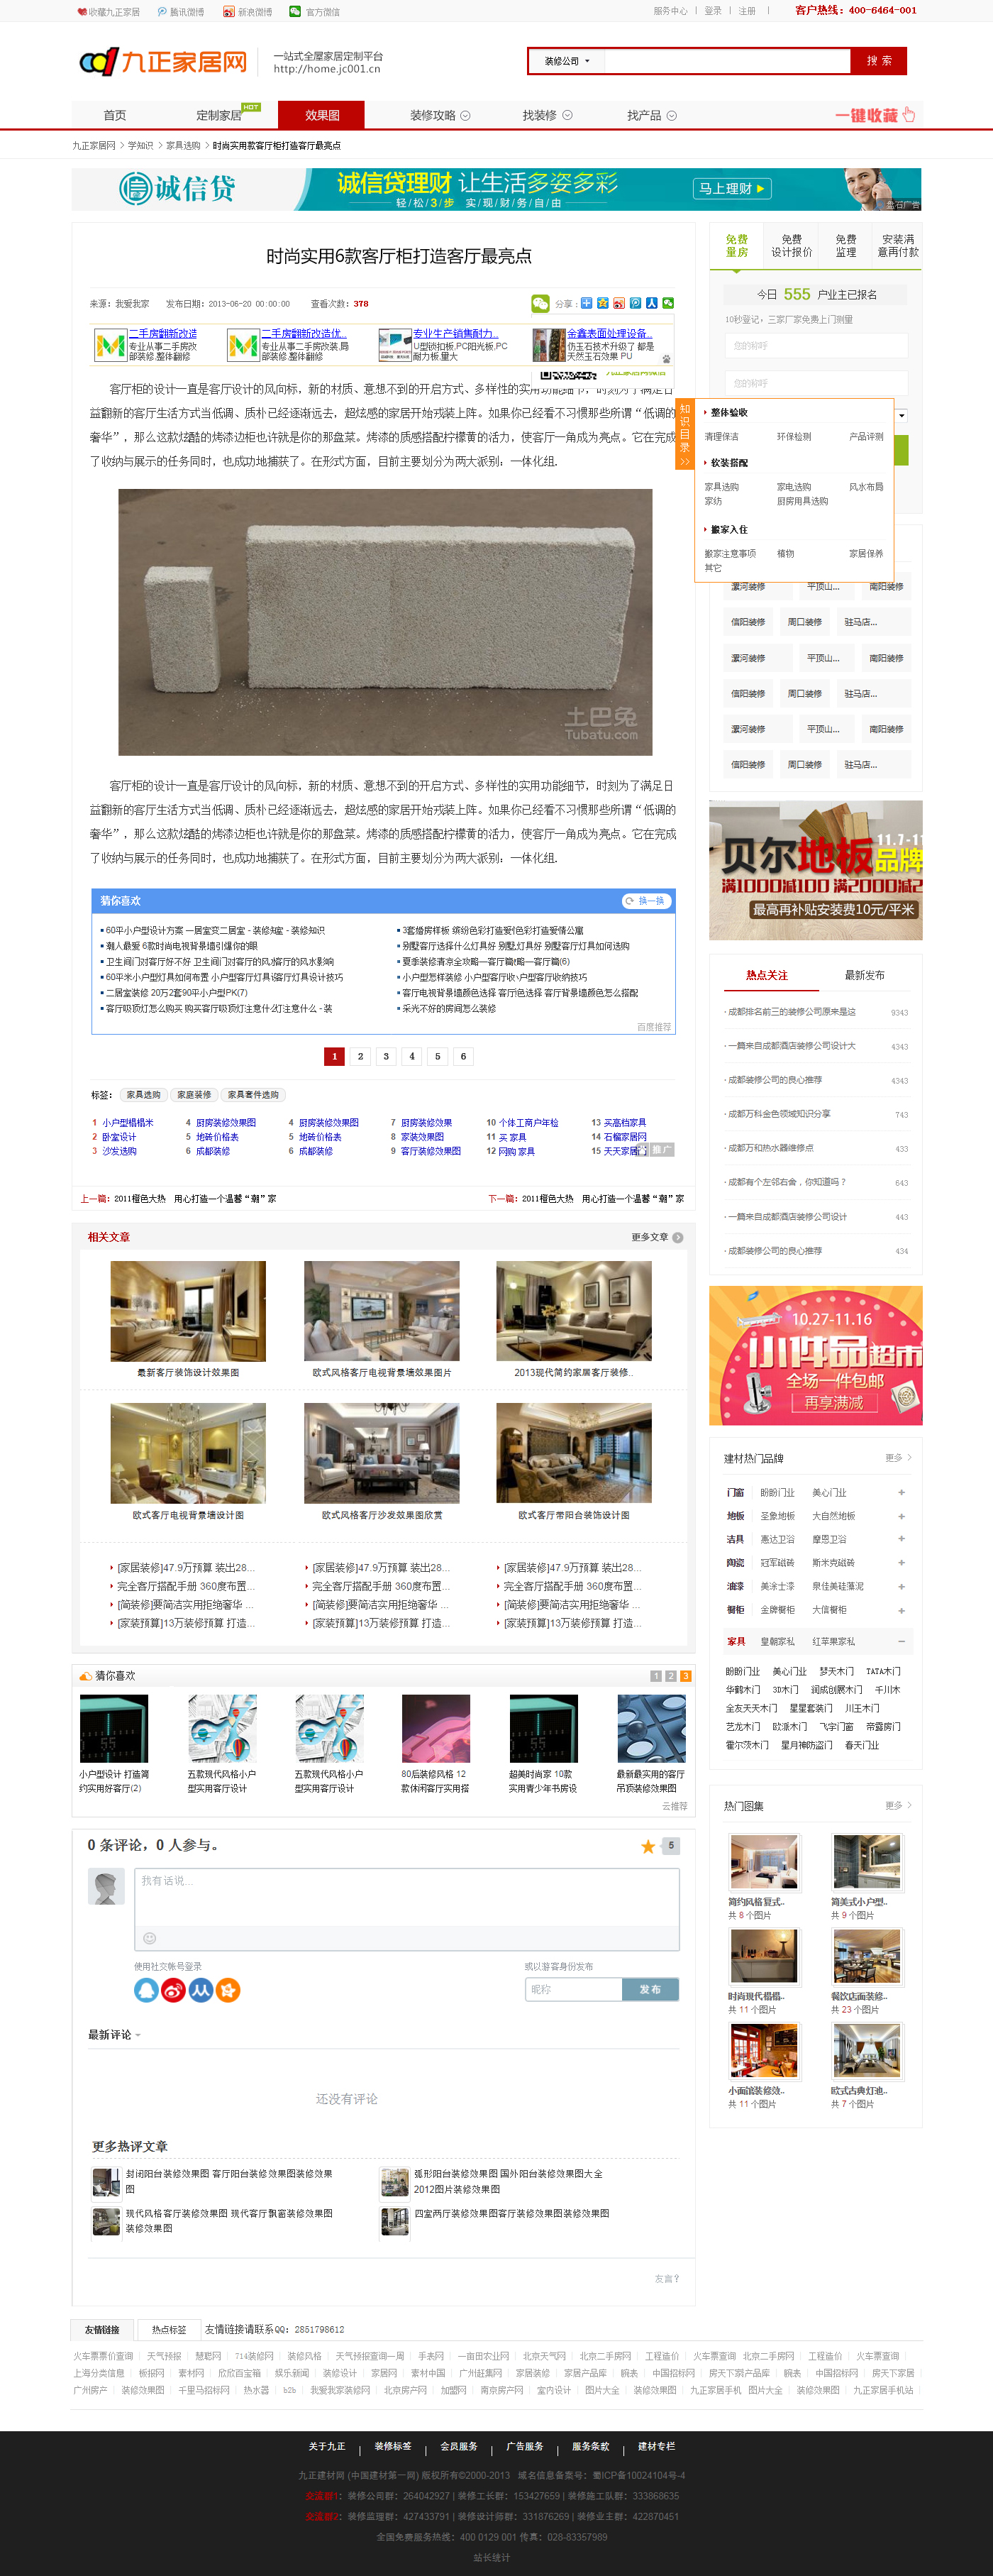 收藏九正家居 腾讯微博 新浪微博 官方微信
服务中心 | 登录 | 注册 | 客户热线：400-6464-001
九正家居网
一站式全屋家居定制平台
http://home.jc001.cn
装修公司 搜 索
首页 定制家居 HOT 效果图 装修攻略 找装修 找产品 一键收藏
九正家居网 > 学知识 > 家具选购 > 时尚实用款客厅柜打造客厅最亮点
诚信贷 诚信贷理财 让生活多姿多彩
轻/松/3/步 实/现/财/务/自/由
马上理财
盘石广告
时尚实用6款客厅柜打造客厅最亮点
来源：我爱我家 发布日期：2013-06-20 00:00:00 查看次数：378
分享：
二手房翻新改造
专业从事二手房改
部装修,整体翻修
二手房翻新改造优..
专业从事二手房改装,局
部装修,整体翻修
专业生产销售耐力..
U型锁扣板,PC阳光板,PC
耐力板,量大
金鑫表面处理设备..
仿玉石技术升级了 都是
天然玉石效果 PU
客厅柜的设计一直是客厅设计的风向标，新的材质、意想不到的开启方式、多样性的实用功能细节，时刻为了满足日
益翻新的客厅生活方式当低调、质朴已经逐渐远去，超炫感的家居开始戎装上阵。如果你已经看不习惯那些所谓“低调的
奢华”，那么这款炫酷的烤漆边柜也许就是你的那盘菜。烤漆的质感搭配柠檬黄的活力，使客厅一角成为亮点。它在完成
了收纳与展示的任务同时，也成功地捕获了。在形式方面，目前主要划分为两大派别：一体化组.
土巴兔
Tubatu.com
客厅柜的设计一直是客厅设计的风向标，新的材质、意想不到的开启方式、多样性的实用功能细节，时刻为了满足日
益翻新的客厅生活方式当低调、质朴已经逐渐远去，超炫感的家居开始戎装上阵。如果你已经看不习惯那些所谓“低调的
奢华”，那么这款炫酷的烤漆边柜也许就是你的那盘菜。烤漆的质感搭配柠檬黄的活力，使客厅一角成为亮点。它在完成
了收纳与展示的任务同时，也成功地捕获了。在形式方面，目前主要划分为两大派别：一体化组.
猜你喜欢 换一换
60平小户型设计方案 一居室变二居室 - 装修知室 - 装修知识
潮人最爱 6款时尚电视背景墙引爆你的眼
卫生间门对客厅好不好 卫生间门对客厅的风客厅的风水影响
60平米小户型灯具如何布置 小户型客厅灯具客厅灯具设计技巧
二居室装修 20万2套90平小户型PK(7)
客厅吸顶灯怎么购买 购买客厅吸顶灯注意什么灯注意什么 - 装
3套婚房样板 缤纷色彩打造爱色彩打造爱情公寓
别墅客厅选择什么灯具好 别墅灯具好 别墅客厅灯具如何选购
夏季装修清凉全攻略—客厅篇略—客厅篇(6)
小户型怎样装修 小户型客厅收小户型客厅收纳技巧
客厅电视背景墙颜色选择 客厅色选择 客厅背景墙颜色怎么搭配
采光不好的房间怎么装修
百度推荐
1 2 3 4 5 6
标签： 家具选购 家庭装修 家具套件选购
1 小户型榻榻米 4 厨房装修效果图 4 厨房装修效果图 7 厨房装修效果 10 个体工商户年检 13 买高档家具
2 卧室设计 5 地砖价格表 5 地砖价格表 8 家装效果图 11 买 家具 14 石榴家居网
3 沙发选购 6 成都装修 6 成都装修 9 客厅装修效果图 12 网购 家具 15 天天家居 推广
上一篇：2011橙色大热 用心打造一个温馨“潮”家 下一篇：2011橙色大热 用心打造一个温馨“潮”家
相关文章 更多文章
最新客厅装饰设计效果图 欧式风格客厅电视背景墙效果图片 2013现代简约家居客厅装修..
欧式客厅电视背景墙设计图 欧式风格客厅沙发效果图欣赏 欧式客厅带阳台装饰设计图
[家居装修]47.9万预算 装出28... [家居装修]47.9万预算 装出28... [家居装修]47.9万预算 装出28...
完全客厅搭配手册 360度布置... 完全客厅搭配手册 360度布置... 完全客厅搭配手册 360度布置...
[简装修]要简洁实用拒绝奢华 ... [简装修]要简洁实用拒绝奢华 ... [简装修]要简洁实用拒绝奢华 ...
[家装预算]13万装修预算 打造... [家装预算]13万装修预算 打造... [家装预算]13万装修预算 打造...
猜你喜欢 1 2 3
小户型设计 打造简
约实用好客厅(2)
五款现代风格小户
型实用客厅设计
五款现代风格小户
型实用客厅设计
80后装修风格 12
款休闲客厅实用搭
超美时尚家 10款
实用青少年书房设
最新最实用的客厅
吊顶装修效果图
云推荐
0 条评论，0 人参与。 5
我有话说...
使用社交帐号登录 或以游客身份发布
昵称 发布
最新评论
还没有评论
更多热评文章
封闭阳台装修效果图 客厅阳台装修效果图装修效果
图
弧形阳台装修效果图 国外阳台装修效果图大全
2012图片装修效果图
现代风格客厅装修效果图 现代客厅飘窗装修效果图
装修效果图
四室两厅装修效果图客厅装修效果图装修效果图
友言?
免费
量房
免费
设计报价
免费
监理
安装满
意再付款
今日 555 户业主已报名
10秒登记，三家厂家免费上门测量
您的称呼
您的称呼
知识目录 >>
整体验收
清理保洁 环保检测 产品评测
软装搭配
家具选购 家电选购 风水布局
家纺 厨房用具选购
搬家入住
搬家注意事项 植物 家居保养
其它
漯河装修 平顶山... 南阳装修
信阳装修 周口装修 驻马店...
漯河装修 平顶山... 南阳装修
信阳装修 周口装修 驻马店...
漯河装修 平顶山... 南阳装修
信阳装修 周口装修 驻马店...
11.7-11
贝尔地板品牌
满1000减100 满2000减2
最高再补贴安装费10元/平米
热点关注 最新发布
· 成都排名前三的装修公司原来是这 9343
· 一篇来自成都酒店装修公司设计大 4343
· 成都装修公司的良心推荐 4343
· 成都万科金色领域知识分享 743
· 成都万和热水器维修点 433
· 成都有个左邻右舍，你知道吗？ 643
· 一篇来自成都酒店装修公司设计 443
· 成都装修公司的良心推荐 434
10.27-11.16
小件品超市
全场一件包邮
再享满减
建材热门品牌 更多 >
门窗 盼盼门业 美心门业 +
地板 圣象地板 大自然地板 +
洁具 惠达卫浴 摩恩卫浴 +
陶瓷 冠军磁砖 斯米克磁砖 +
油漆 美涂士漆 泉佳美硅藻泥 +
橱柜 金牌橱柜 大信橱柜 +
家具 皇朝家私 红苹果家私 －
盼盼门业 美心门业 梦天木门 TATA木门
华鹤木门 3D木门 润成创展木门 千川木
全友天天木门 星星套装门 川王木门
艺龙木门 欧派木门 飞宇门窗 帝露房门
霍尔茨木门 星月神防盗门 春天门业
热门图集 更多 >
简约风格复式.. 简美式小户型..
共 8 个图片 共 9 个图片
时尚现代榻榻.. 餐饮店面装修..
共 11 个图片 共 23 个图片
小面馆装修效.. 欧式古典灯池..
共 11 个图片 共 7 个图片
友情链接 热点标签 友情链接请联系QQ：2851798612
火车票票价查询 天气预报 慧聪网 714装修网 装修风格 天气预报查询一周 手表网 一亩田农业网 北京天气网 北京二手房网 工程造价 火车票查询 北京二手房网 工程造价 火车票查询
上海分类信息 板报网 素材网 欣欣百宝箱 娱乐新闻 装修设计 家居网 素材中国 广州赶集网 家居装修 家居产品库 腕表 中国招标网 房天下家居产品库 腕表 中国招标网 房天下家居
广州房产 装修效果图 千里马招标网 热水器 b2b 我爱我家装修网 北京房产网 加盟网 南京房产网 室内设计 图片大全 装修效果图 九正家居手机 图片大全 装修效果图 九正家居手机站
关于九正 | 装修标签 | 会员服务 | 广告服务 | 服务条款 | 建材专栏
九正建材网 (中国建材第一网) 版权所有©2000-2013 域名信息备案号：蜀ICP备10024104号-4
交流群1：装修公司群：264042927 | 装修工长群：153427659 | 装修施工队群：333868635
交流群2：装修监理群：427433791 | 装修设计师群：331876269 | 装修业主群：422870451
全国免费服务热线：400 0129 001 传真：028-83357989
站长统计